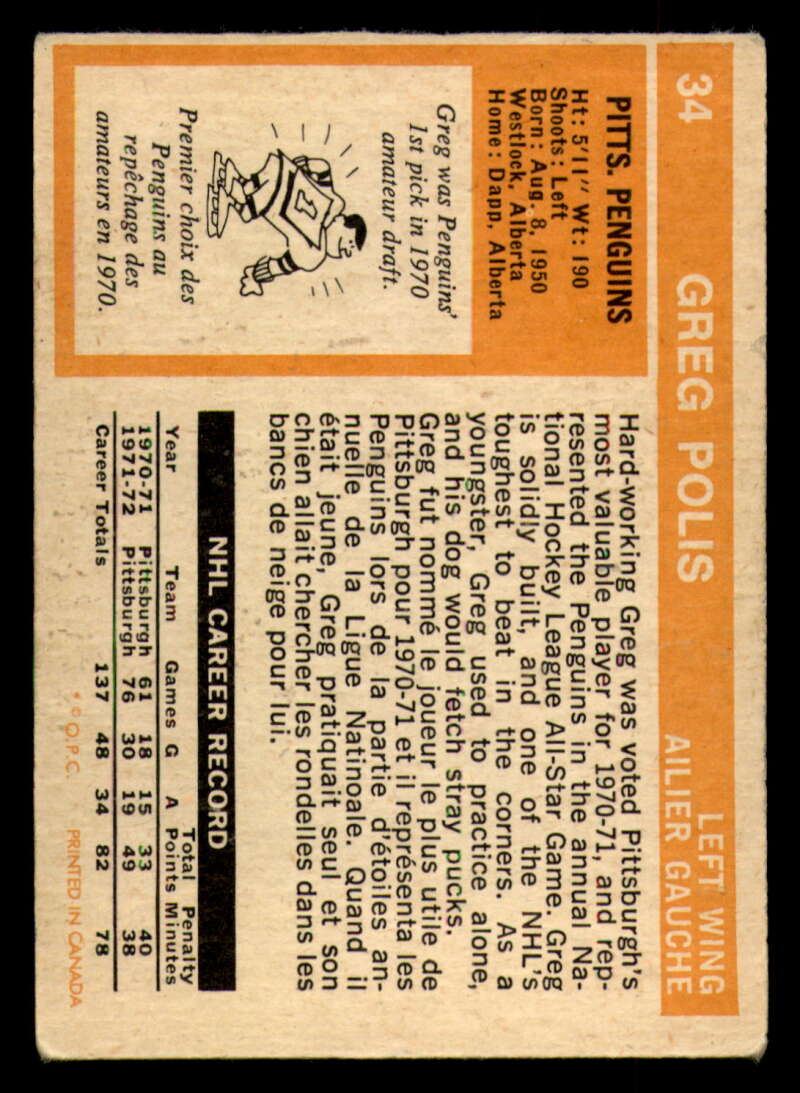 34
GREG POLIS
LEFT WING
AILIER GAUCHE
PITTS. PENGUINS
Ht: 5'11" Wt: 190
Shoots: Left
Born: Aug. 8, 1950
Westlock, Alberta
Home: Dapp, Alberta
Greg was Penguins'
1st pick in 1970
amateur draft.
Premier choix des
Penguins au
repêchage des
amateurs en 1970.
Hard-working Greg was voted Pittsburgh's
most valuable player for 1970-71, and rep-
resented the Penguins in the annual Na-
tional Hockey League All-Star Game. Greg
is solidly built, and one of the NHL's
toughest to beat in the corners. As a
youngster, Greg used to practice alone,
and his dog would fetch stray pucks.
Greg fut nommé le joueur le plus utile de
Pittsburgh pour 1970-71 et il représenta les
Penguins lors de la partie d'étoiles an-
nuelle de la Ligue Natinoale. Quand il
était jeune, Greg pratiquait seul et son
chien allait chercher les rondelles dans les
bancs de neige pour lui.
NHL CAREER RECORD
Year Team Games G A Total Points Penalty Minutes
1970-71 Pittsburgh 61 18 15 33 40
1971-72 Pittsburgh 76 30 19 49 38
Career Totals 137 48 34 82 78
* © O.P.C. PRINTED IN CANADA